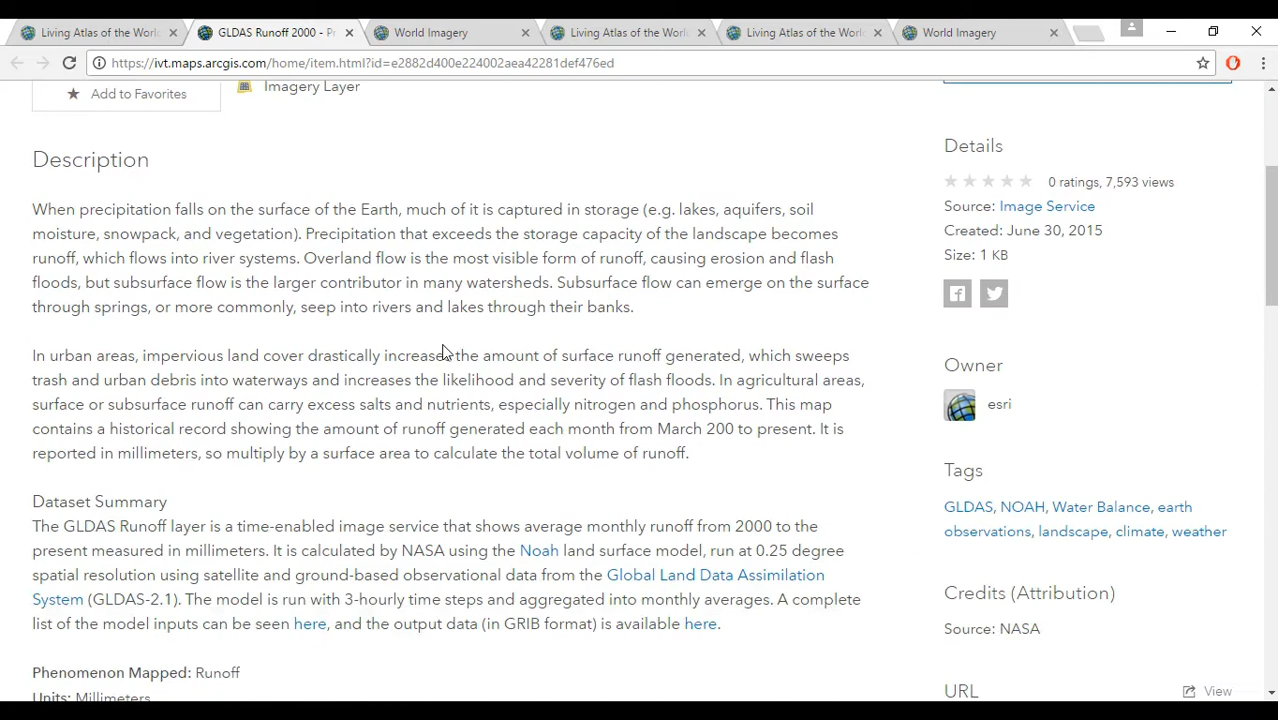 Living Atlas of the World
GLDAS Runoff 2000 - Pr
World Imagery
Living Atlas of the World
Living Atlas of the World
World Imagery
https://ivt.maps.arcgis.com/home/item.html?id=e2882d400e224002aea42281def476ed
Add to Favorites
Imagery Layer
Description
When precipitation falls on the surface of the Earth, much of it is captured in storage (e.g. lakes, aquifers, soil
moisture, snowpack, and vegetation). Precipitation that exceeds the storage capacity of the landscape becomes
runoff, which flows into river systems. Overland flow is the most visible form of runoff, causing erosion and flash
floods, but subsurface flow is the larger contributor in many watersheds. Subsurface flow can emerge on the surface
through springs, or more commonly, seep into rivers and lakes through their banks.
In urban areas, impervious land cover drastically increases the amount of surface runoff generated, which sweeps
trash and urban debris into waterways and increases the likelihood and severity of flash floods. In agricultural areas,
surface or subsurface runoff can carry excess salts and nutrients, especially nitrogen and phosphorus. This map
contains a historical record showing the amount of runoff generated each month from March 200 to present. It is
reported in millimeters, so multiply by a surface area to calculate the total volume of runoff.
Dataset Summary
The GLDAS Runoff layer is a time-enabled image service that shows average monthly runoff from 2000 to the
present measured in millimeters. It is calculated by NASA using the Noah land surface model, run at 0.25 degree
spatial resolution using satellite and ground-based observational data from the Global Land Data Assimilation
System (GLDAS-2.1). The model is run with 3-hourly time steps and aggregated into monthly averages. A complete
list of the model inputs can be seen here, and the output data (in GRIB format) is available here.
Phenomenon Mapped: Runoff
Units: Millimeters
Details
0 ratings, 7,593 views
Source: Image Service
Created: June 30, 2015
Size: 1 KB
Owner
esri
Tags
GLDAS, NOAH, Water Balance, earth
observations, landscape, climate, weather
Credits (Attribution)
Source: NASA
URL
View